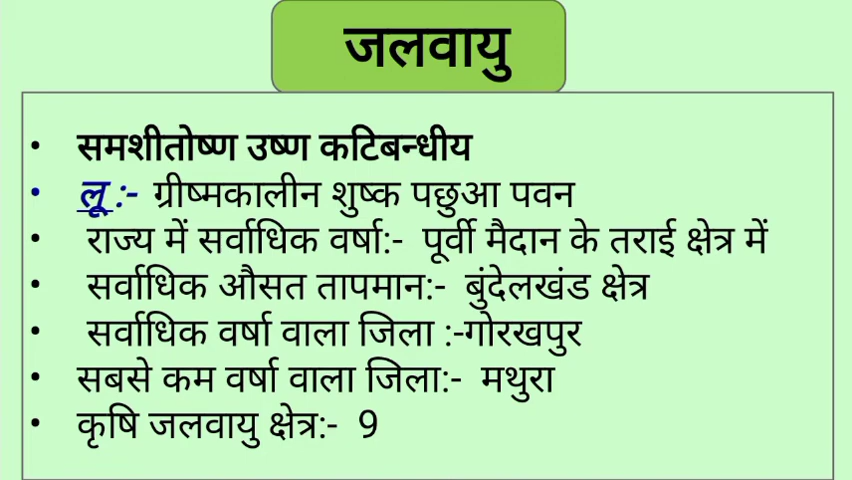 जलवायु
• समशीतोष्ण उष्ण कटिबन्धीय
• लू :- ग्रीष्मकालीन शुष्क पछुआ पवन
• राज्य में सर्वाधिक वर्षा:- पूर्वी मैदान के तराई क्षेत्र में
• सर्वाधिक औसत तापमान:- बुंदेलखंड क्षेत्र
• सर्वाधिक वर्षा वाला जिला :-गोरखपुर
• सबसे कम वर्षा वाला जिला:- मथुरा
• कृषि जलवायु क्षेत्र:- 9